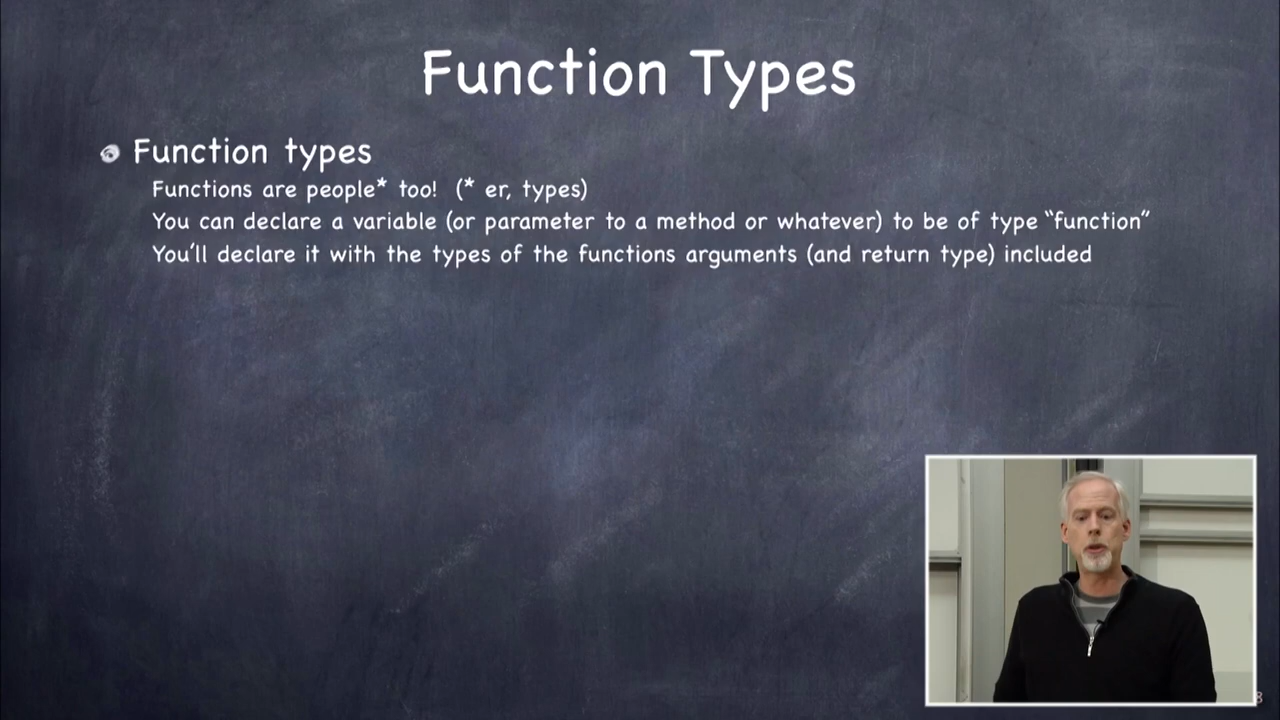 Function Types
Function types
Functions are people* too! (* er, types)
You can declare a variable (or parameter to a method or whatever) to be of type “function”
You’ll declare it with the types of the functions arguments (and return type) included
8